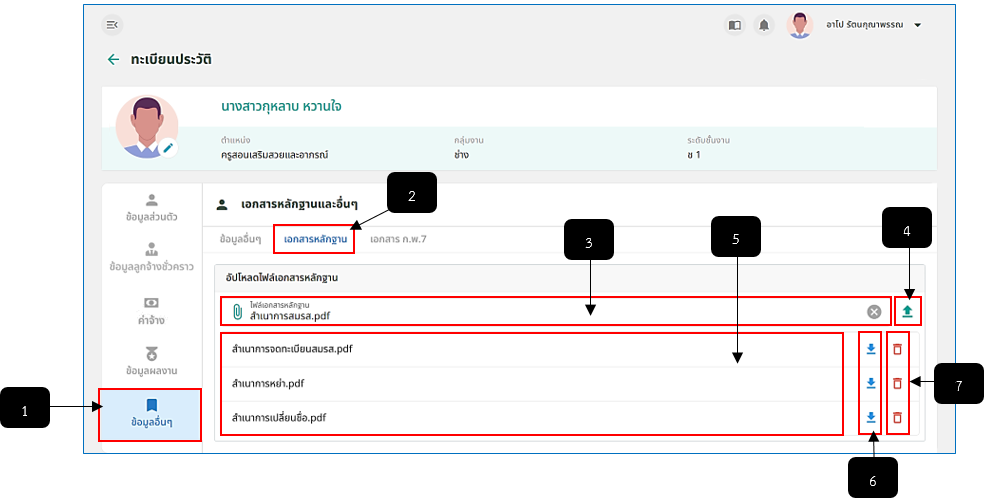 อาโป รัตนกุณาพรรณ
ทะเบียนประวัติ
นางสาวกุหลาบ หวานใจ
ตำแหน่ง
กลุ่มงาน
ระดับชั้นงาน
ครูสอนเสริมสวยและอาภรณ์
ช่าง
ช 1
ข้อมูลส่วนตัว
ข้อมูลลูกจ้างชั่วคราว
ค่าจ้าง
ข้อมูลผลงาน
ข้อมูลอื่นๆ
เอกสารหลักฐานและอื่นๆ
ข้อมูลอื่นๆ
เอกสารหลักฐาน
เอกสาร ก.พ.7
อัปโหลดไฟล์เอกสารหลักฐาน
ไฟล์เอกสารหลักฐาน
สำเนาการสมรส.pdf
สำเนาการจดทะเบียนสมรส.pdf
สำเนาการหย่า.pdf
สำเนาการเปลี่ยนชื่อ.pdf
1
2
3
4
5
6
7